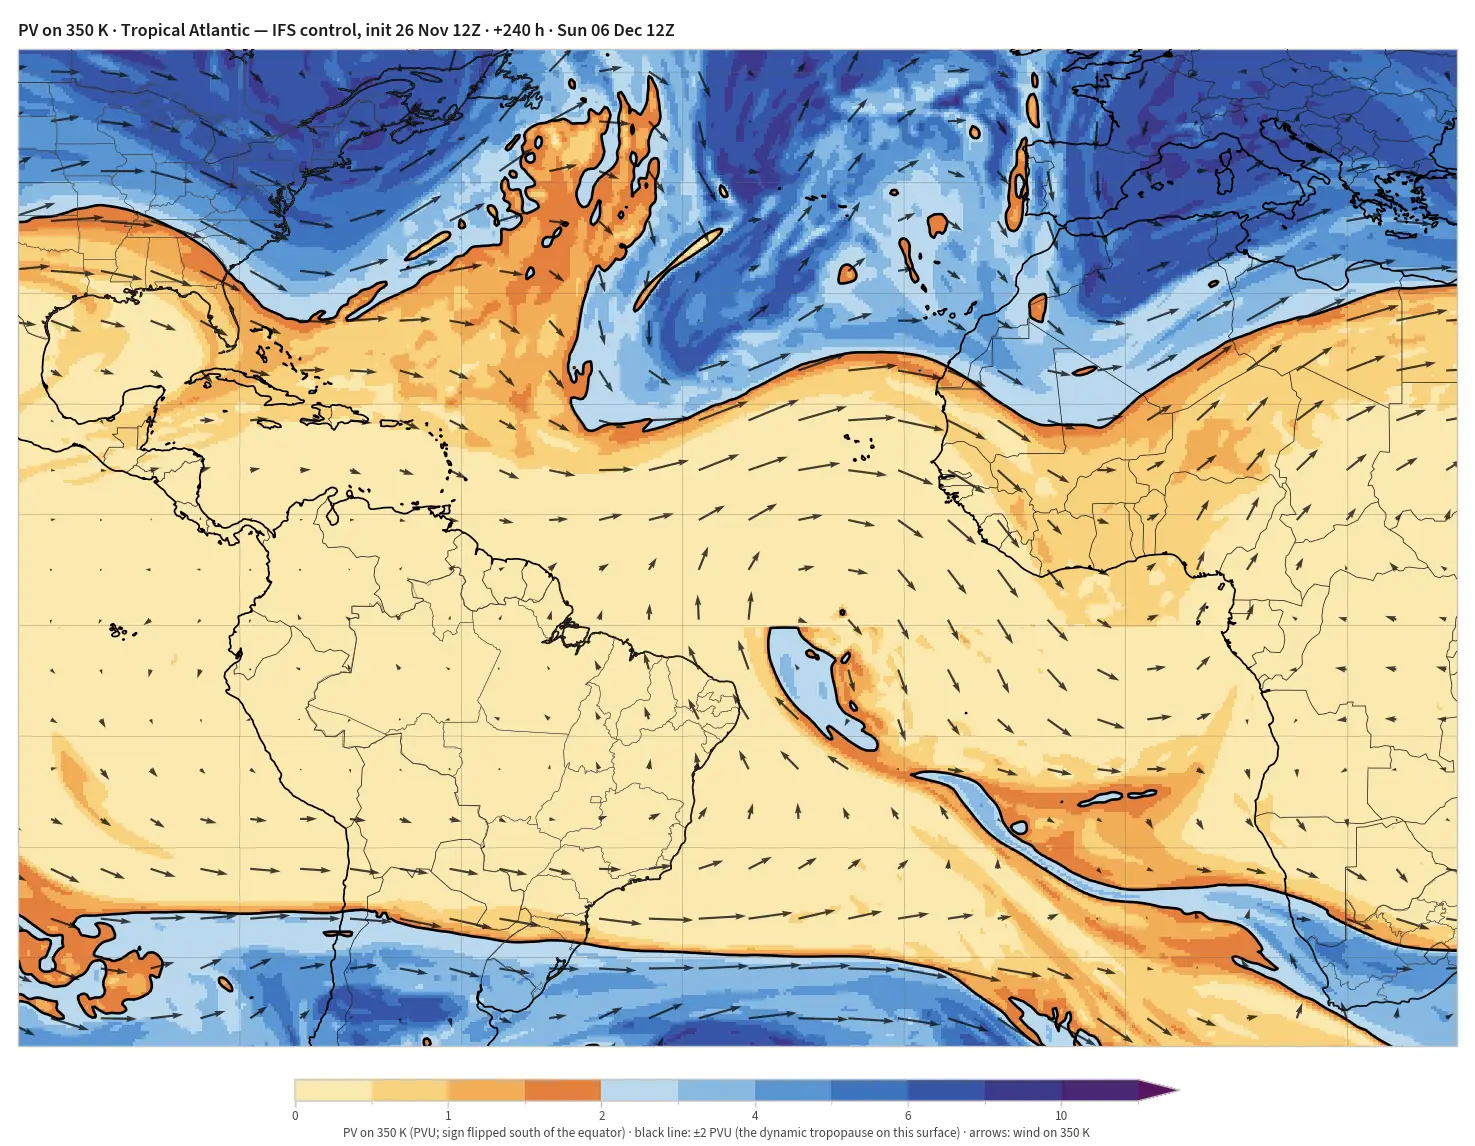 PV on 350 K · Tropical Atlantic — IFS control, init 26 Nov 12Z · +240 h · Sun 06 Dec 12Z
0 1 2 4 6 10
PV on 350 K (PVU; sign flipped south of the equator) · black line: ±2 PVU (the dynamic tropopause on this surface) · arrows: wind on 350 K